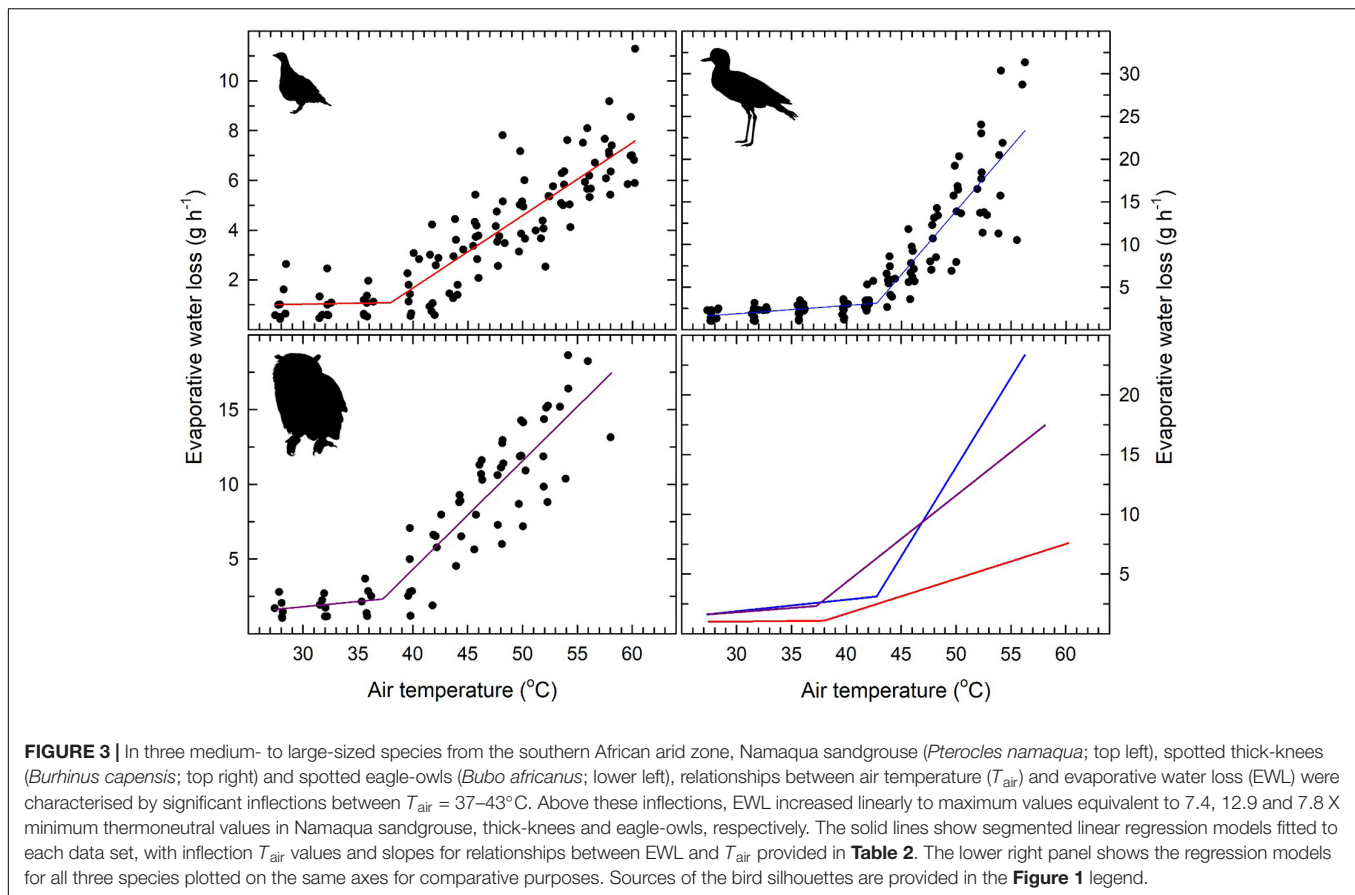 10
8
6
4
2
Evaporative water loss (g h⁻¹)
30
25
20
15
10
5
Evaporative water loss (g h⁻¹)
15
10
5
20
15
10
5
30 35 40 45 50 55 60
30 35 40 45 50 55 60
Air temperature (°C)
Air temperature (°C)
FIGURE 3 | In three medium- to large-sized species from the southern African arid zone, Namaqua sandgrouse (Pterocles namaqua; top left), spotted thick-knees
(Burhinus capensis; top right) and spotted eagle-owls (Bubo africanus; lower left), relationships between air temperature (Tair) and evaporative water loss (EWL) were
characterised by significant inflections between Tair = 37–43°C. Above these inflections, EWL increased linearly to maximum values equivalent to 7.4, 12.9 and 7.8 X
minimum thermoneutral values in Namaqua sandgrouse, thick-knees and eagle-owls, respectively. The solid lines show segmented linear regression models fitted to
each data set, with inflection Tair values and slopes for relationships between EWL and Tair provided in Table 2. The lower right panel shows the regression models
for all three species plotted on the same axes for comparative purposes. Sources of the bird silhouettes are provided in the Figure 1 legend.